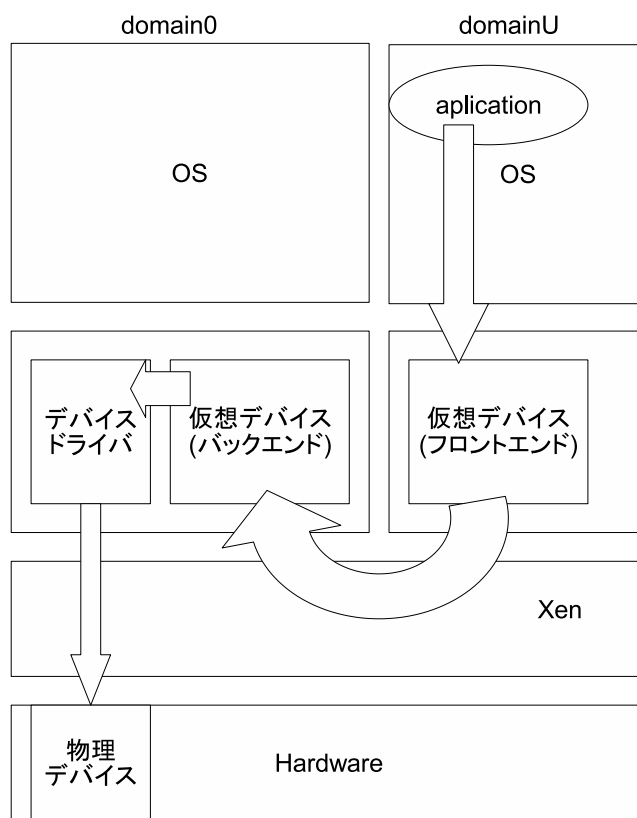 domain0
domainU
aplication
OS
OS
デバイス
ドライバ
仮想デバイス
(バックエンド)
仮想デバイス
(フロントエンド)
Xen
物理
デバイス
Hardware